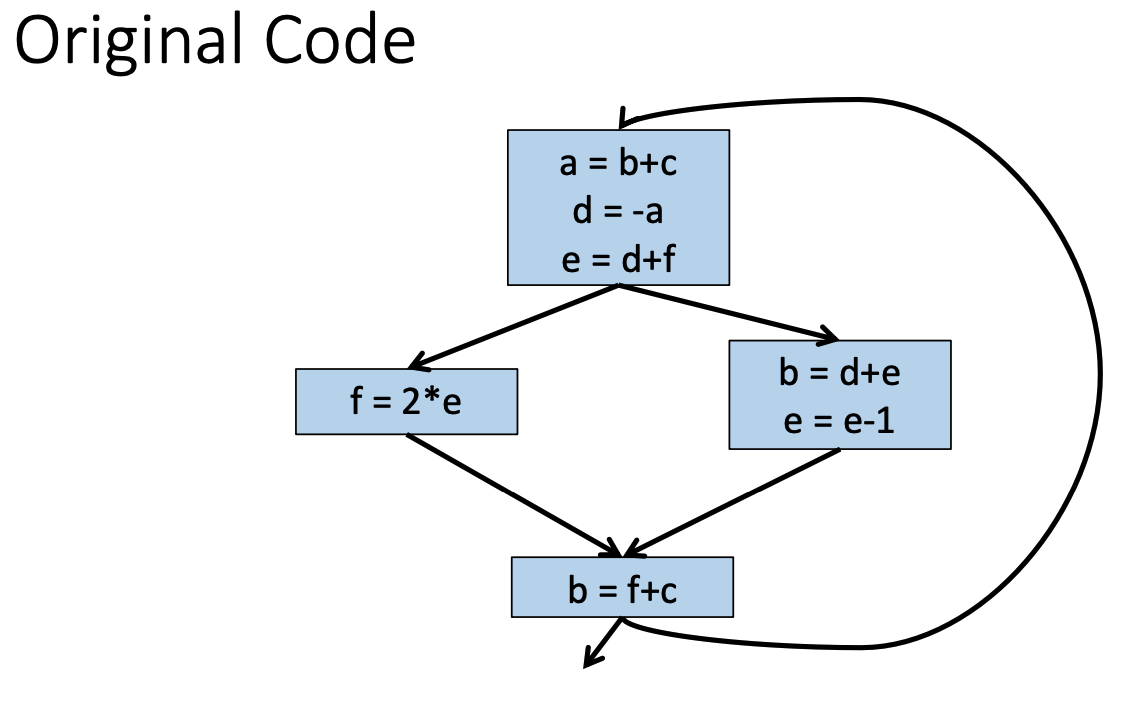 Original Code
a = b+c
d = -a
e = d+f
f = 2*e
b = d+e
e = e-1
b = f+c